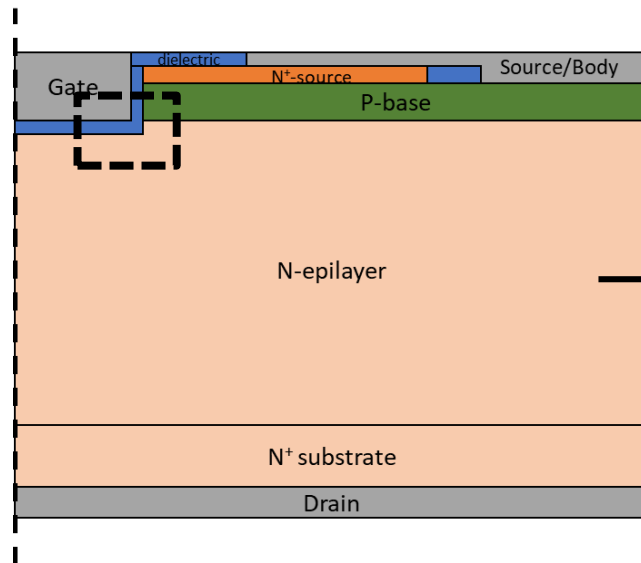 dielectric
Gate
N⁺-source
Source/Body
P-base
N-epilayer
N⁺ substrate
Drain